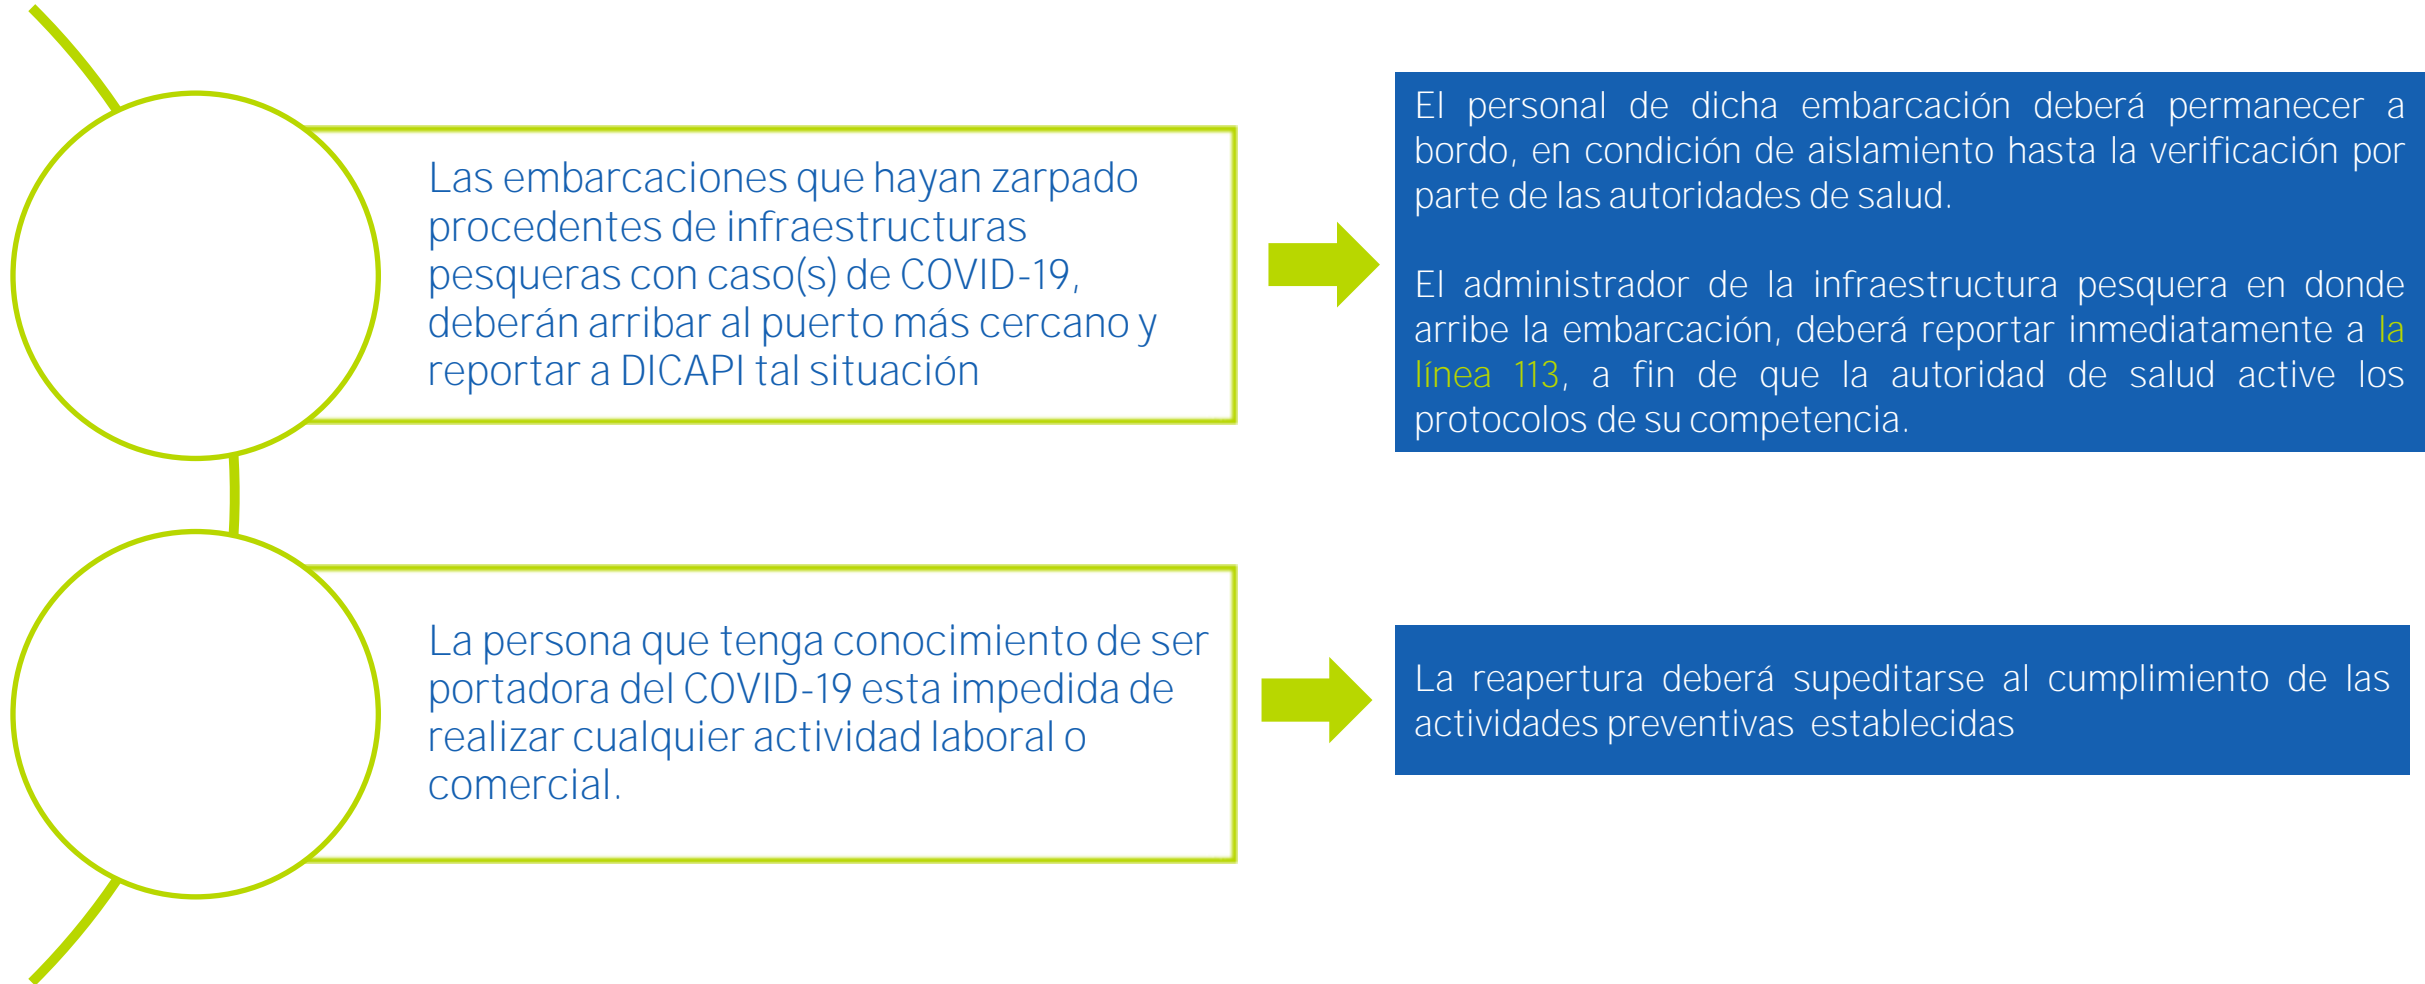 Las embarcaciones que hayan zarpado
procedentes de infraestructuras
pesqueras con caso(s) de COVID-19,
deberán arribar al puerto más cercano y
reportar a DICAPI tal situación
El personal de dicha embarcación deberá permanecer a
bordo, en condición de aislamiento hasta la verificación por
parte de las autoridades de salud.
El administrador de la infraestructura pesquera en donde
arribe la embarcación, deberá reportar inmediatamente a la
línea 113, a fin de que la autoridad de salud active los
protocolos de su competencia.
La persona que tenga conocimiento de ser
portadora del COVID-19 esta impedida de
realizar cualquier actividad laboral o
comercial.
La reapertura deberá supeditarse al cumplimiento de las
actividades preventivas establecidas